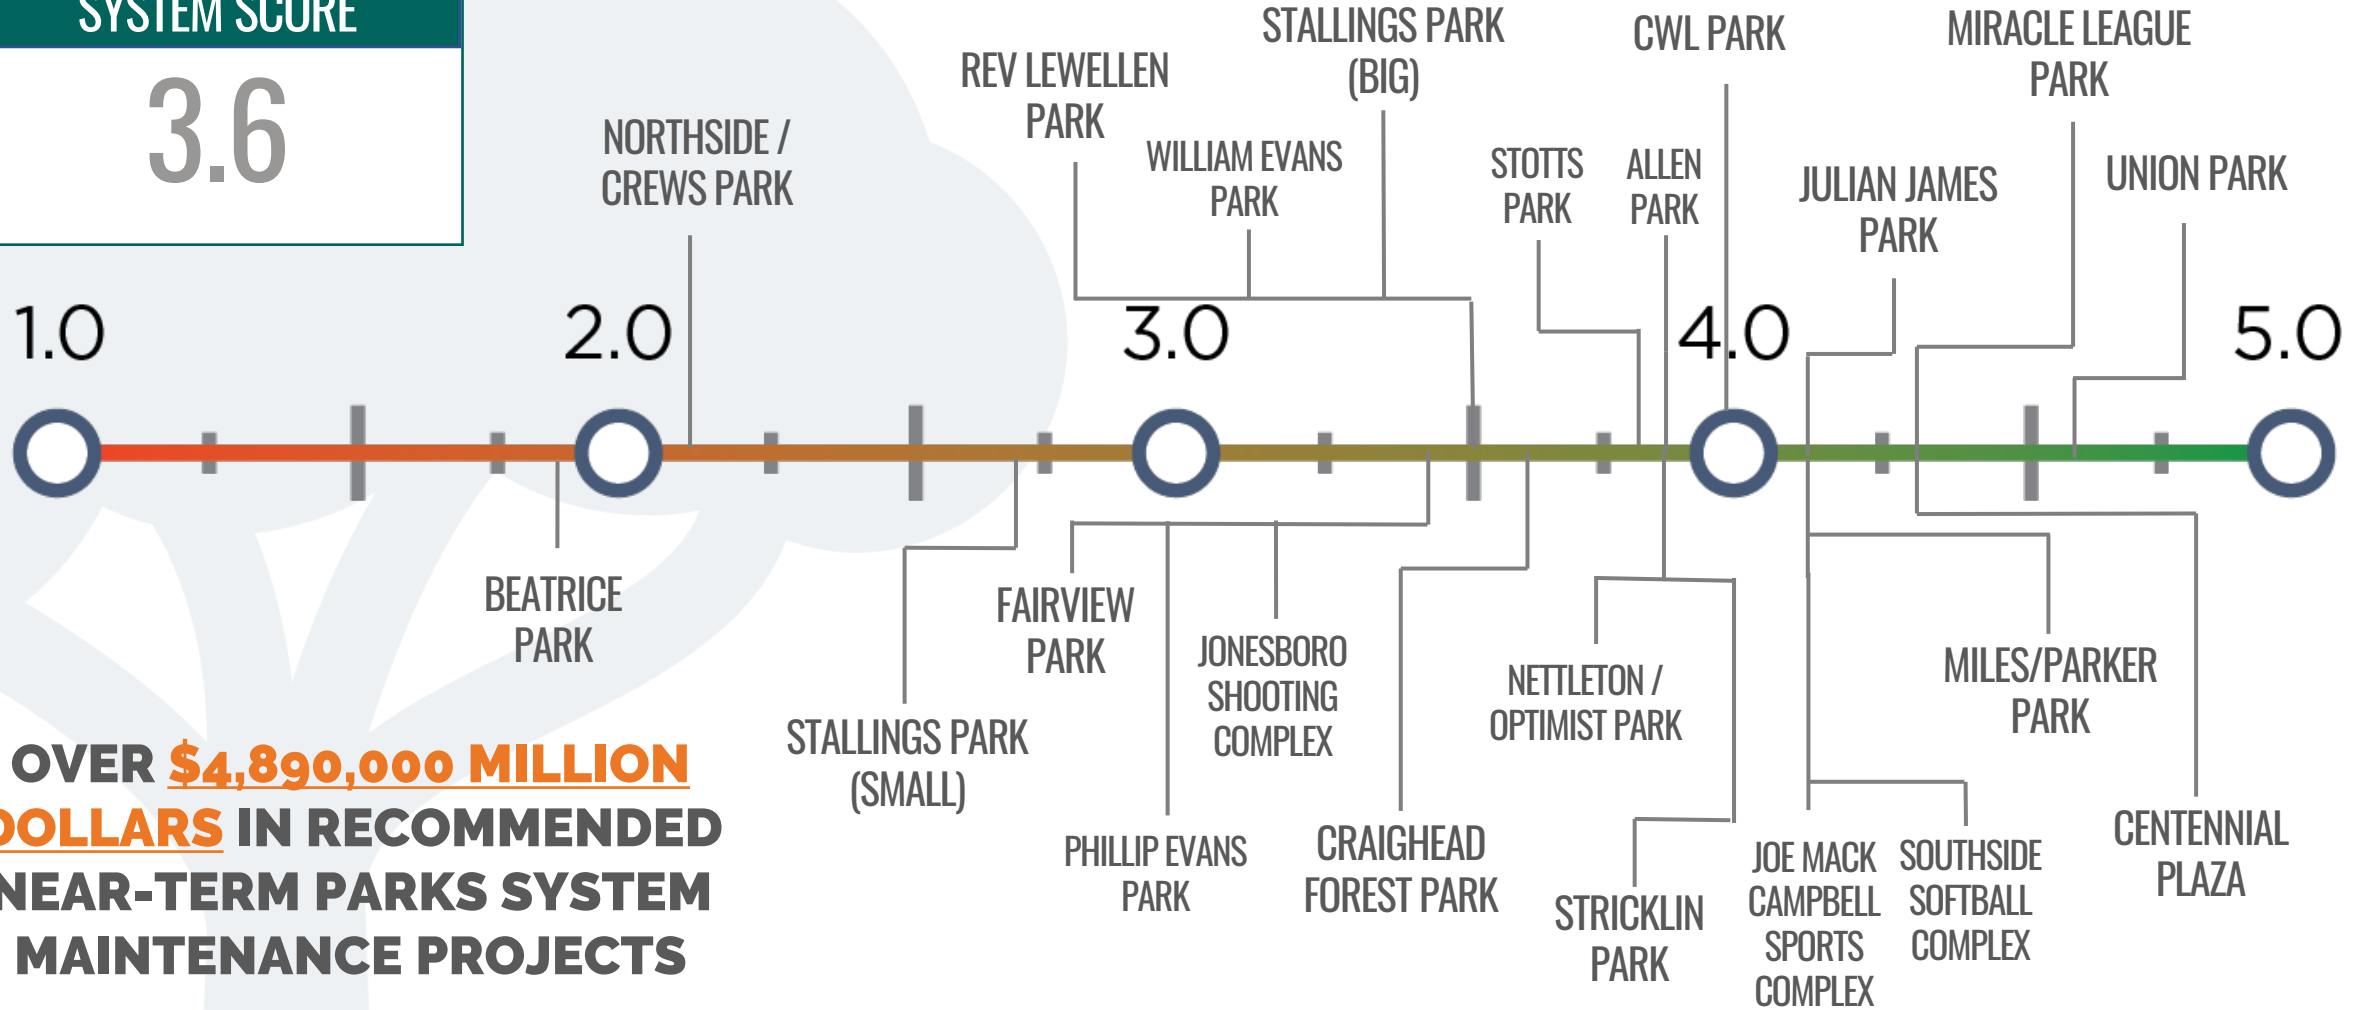 SYSTEM SCORE
3.6
NORTHSIDE /
CREWS PARK
REV LEWELLEN
PARK
WILLIAM EVANS
PARK
STALLINGS PARK
(BIG)
STOTTS
PARK
ALLEN
PARK
CWL PARK
JULIAN JAMES
PARK
MIRACLE LEAGUE
PARK
UNION PARK
1.0
2.0
3.0
4.0
5.0
BEATRICE
PARK
STALLINGS PARK
(SMALL)
FAIRVIEW
PARK
PHILLIP EVANS
PARK
JONESBORO
SHOOTING
COMPLEX
CRAIGHEAD
FOREST PARK
NETTLETON /
OPTIMIST PARK
STRICKLIN
PARK
JOE MACK
CAMPBELL
SPORTS
COMPLEX
SOUTHSIDE
SOFTBALL
COMPLEX
MILES/PARKER
PARK
CENTENNIAL
PLAZA
OVER $4,890,000 MILLION
DOLLARS IN RECOMMENDED
NEAR-TERM PARKS SYSTEM
MAINTENANCE PROJECTS